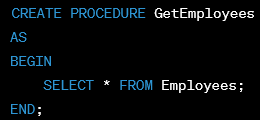 CREATE PROCEDURE GetEmployees
AS
BEGIN
    SELECT * FROM Employees;
END;